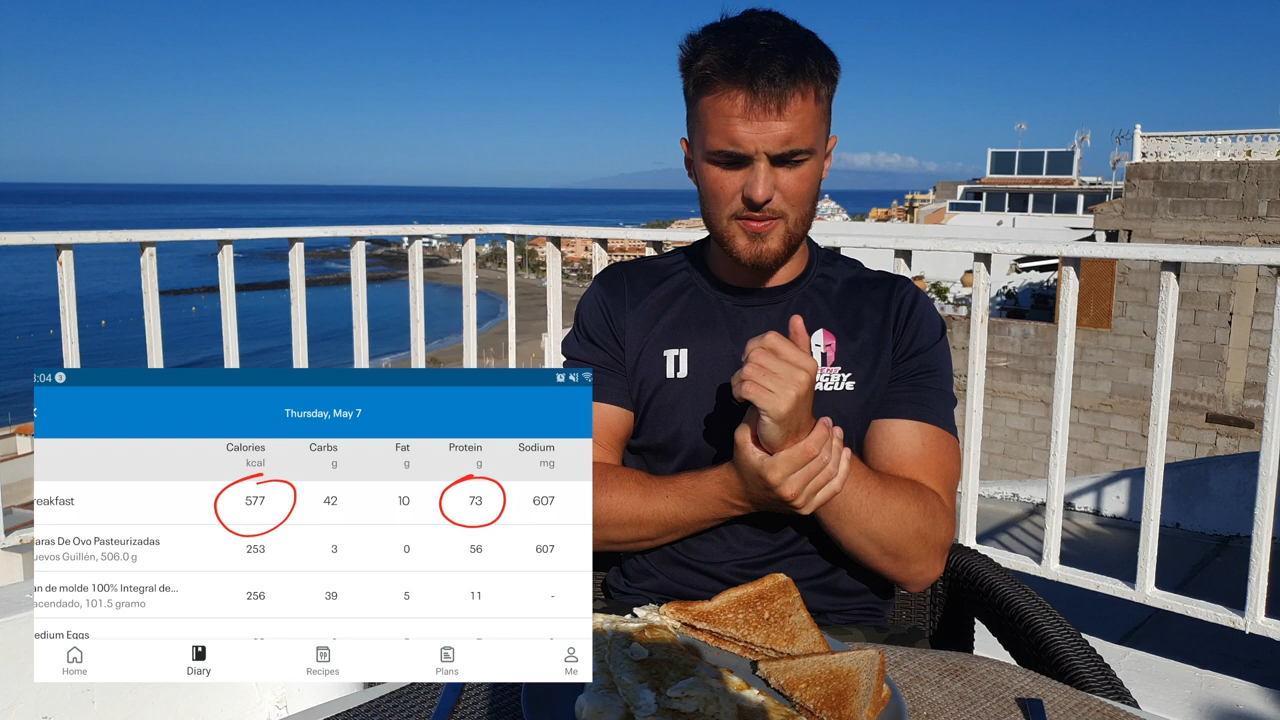 3:04
Thursday, May 7
Calories Carbs Fat Protein Sodium
kcal g g g mg
reakfast 577 42 10 73 607
aras De Ovo Pasteurizadas
uevos Guillén, 506.0 g
253 3 0 56 607
an de molde 100% Integral de...
acendado, 101.5 gramo
256 39 5 11 -
edium Eggs
Home Diary Recipes Plans Me
TJ